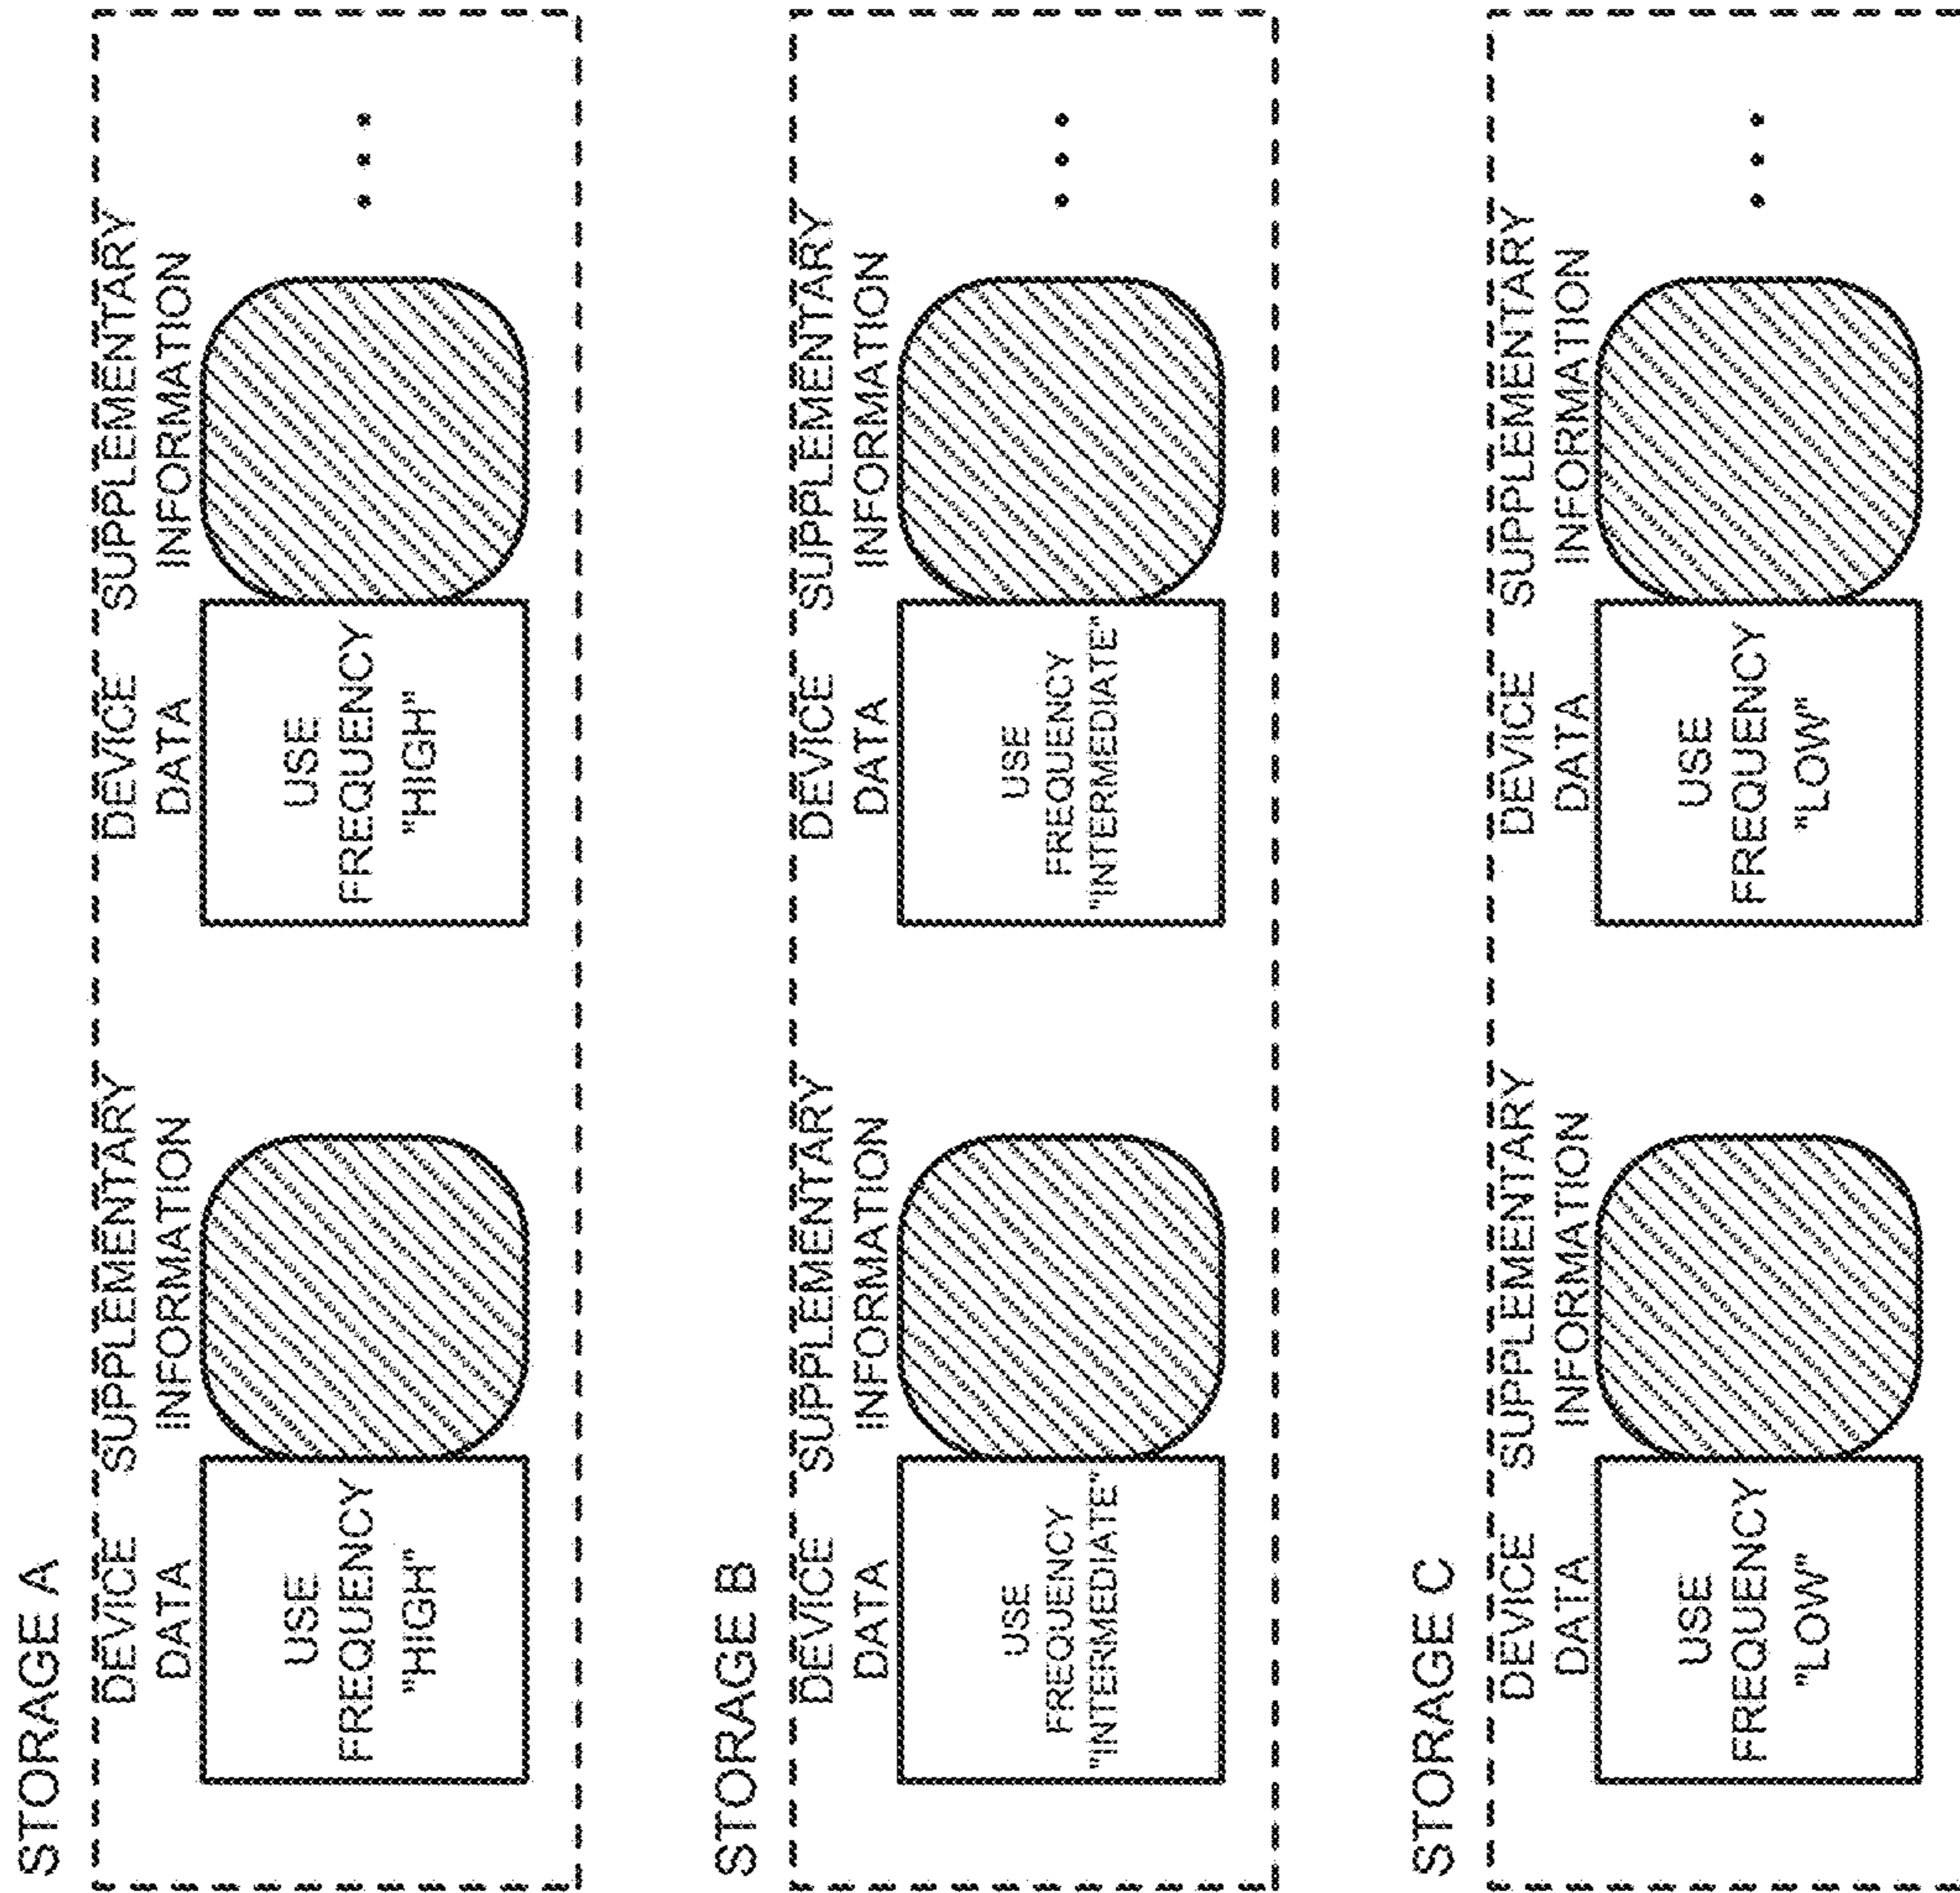 STORAGE A
DEVICE SUPPLEMENTARY
DATA INFORMATION
USE
FREQUENCY
"HIGH"
DEVICE SUPPLEMENTARY
DATA INFORMATION
USE
FREQUENCY
"HIGH"
STORAGE B
DEVICE SUPPLEMENTARY
DATA INFORMATION
USE
FREQUENCY
"INTERMEDIATE"
DEVICE SUPPLEMENTARY
DATA INFORMATION
USE
FREQUENCY
"INTERMEDIATE"
STORAGE C
DEVICE SUPPLEMENTARY
DATA INFORMATION
USE
FREQUENCY
"LOW"
DEVICE SUPPLEMENTARY
DATA INFORMATION
USE
FREQUENCY
"LOW"